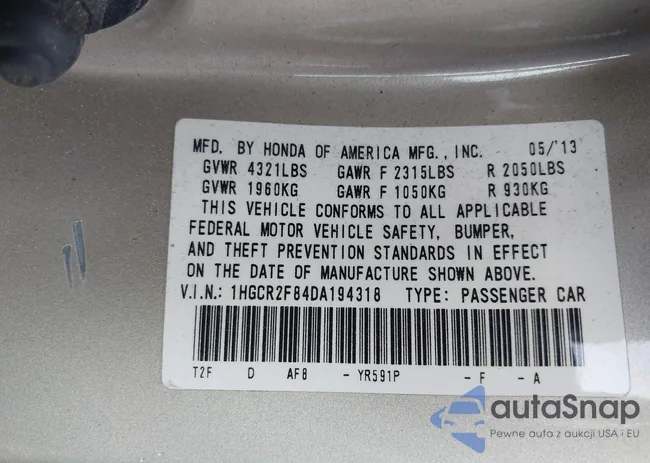 MFD. BY HONDA OF AMERICA MFG., INC. 05/'13
GVWR 4321LBS GAWR F 2315LBS R 2050LBS
GVWR 1960KG GAWR F 1050KG R 930KG
THIS VEHICLE CONFORMS TO ALL APPLICABLE
FEDERAL MOTOR VEHICLE SAFETY, BUMPER,
AND THEFT PREVENTION STANDARDS IN EFFECT
ON THE DATE OF MANUFACTURE SHOWN ABOVE.
V.I.N.: 1HGCR2F84DA194318 TYPE: PASSENGER CAR
T2F D AF8 - YR591P - F - A
autaSnap
Pewne auta z aukcji USA i EU